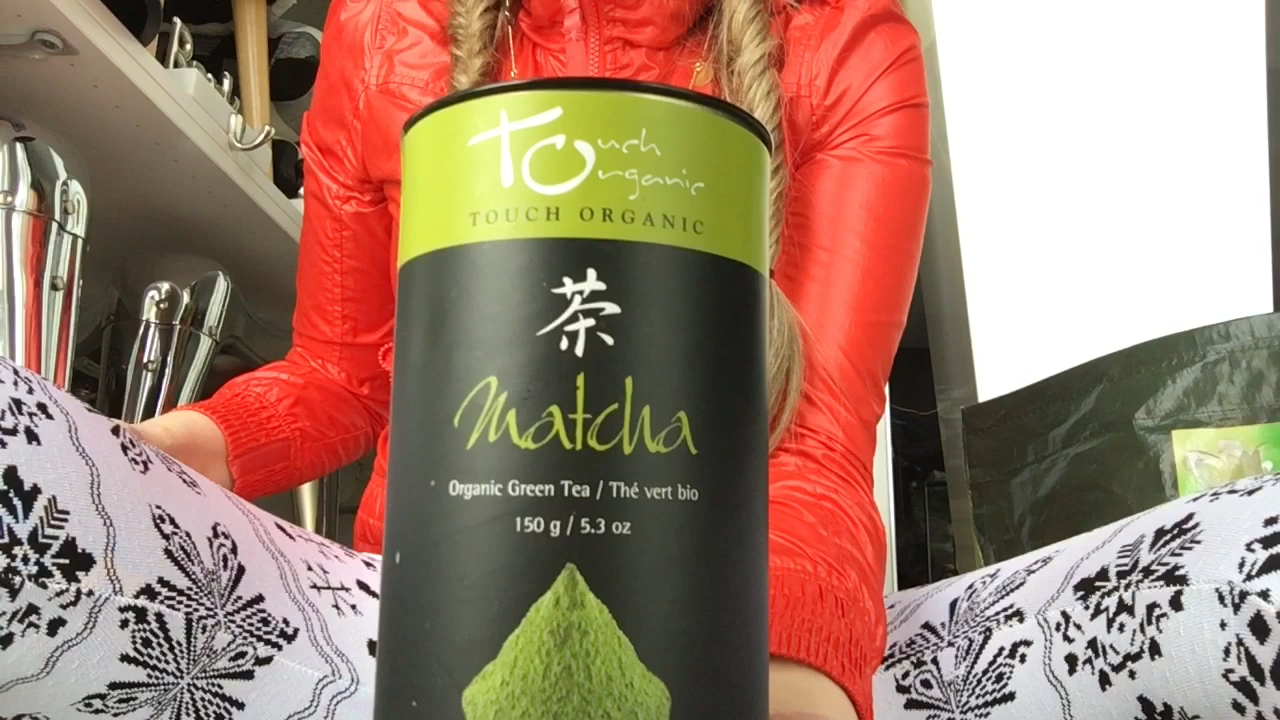 Touch
Organic
TOUCH ORGANIC
茶
matcha
Organic Green Tea / Thé vert bio
150 g / 5.3 oz